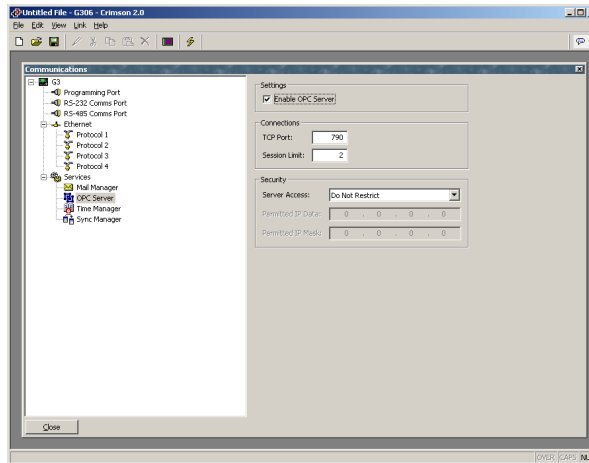 Untitled File - G306 - Crimson 2.0
File Edit View Link Help
Communications
G3
Programming Port
RS-232 Comms Port
RS-485 Comms Port
Ethernet
Protocol 1
Protocol 2
Protocol 3
Protocol 4
Services
Mail Manager
OPC Server
Time Manager
Sync Manager
Settings
Enable OPC Server
Connections
TCP Port: 790
Session Limit: 2
Security
Server Access: Do Not Restrict
Permitted IP Data: 0 . 0 . 0 . 0
Permitted IP Mask: 0 . 0 . 0 . 0
Close
OVER CAPS NU